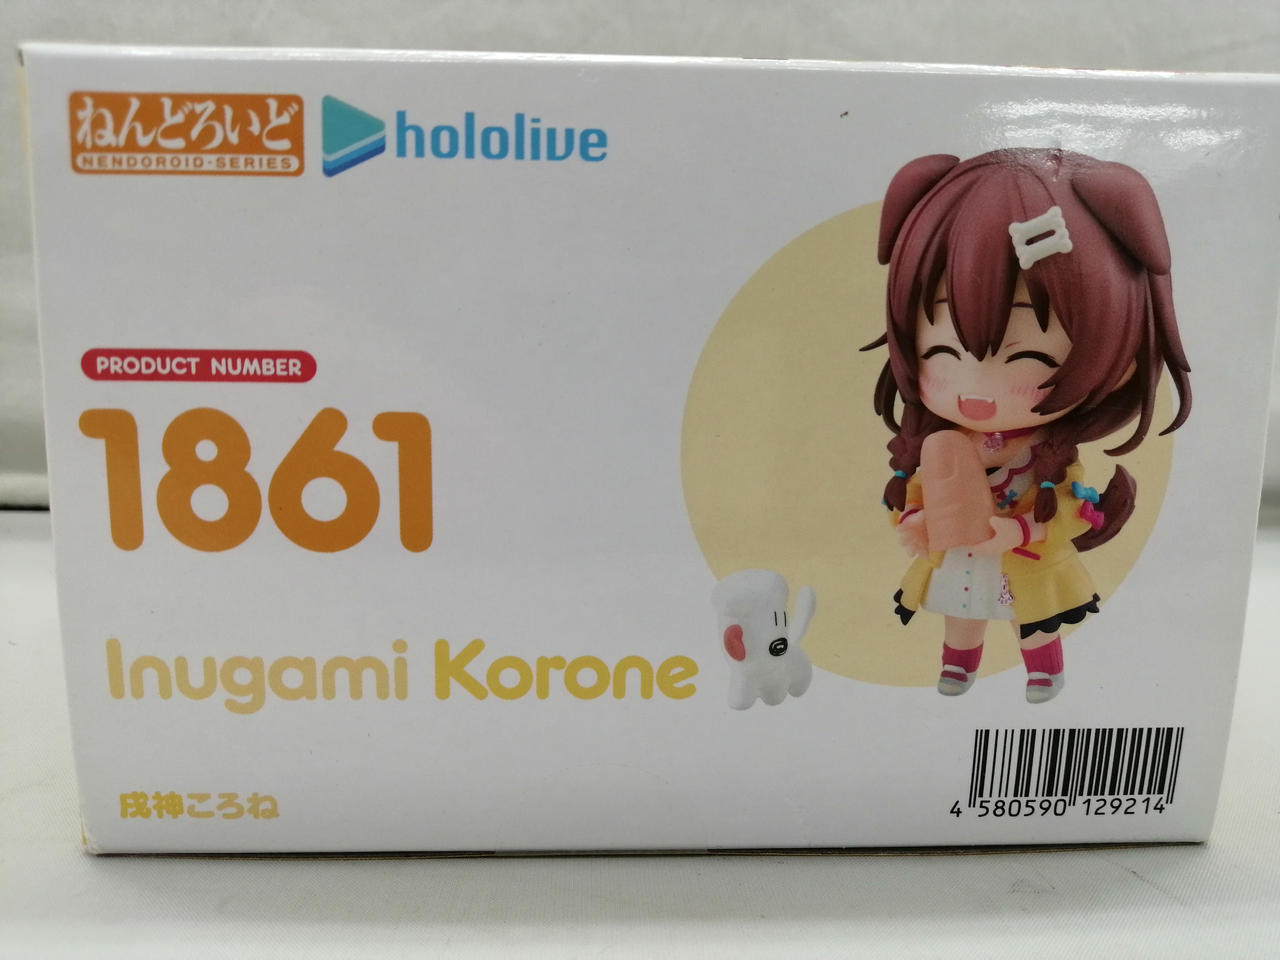 ねんどろいど
NENDOROID-SERIES
hololive
PRODUCT NUMBER
1861
Inugami Korone
戌神ころね
4 580590 129214